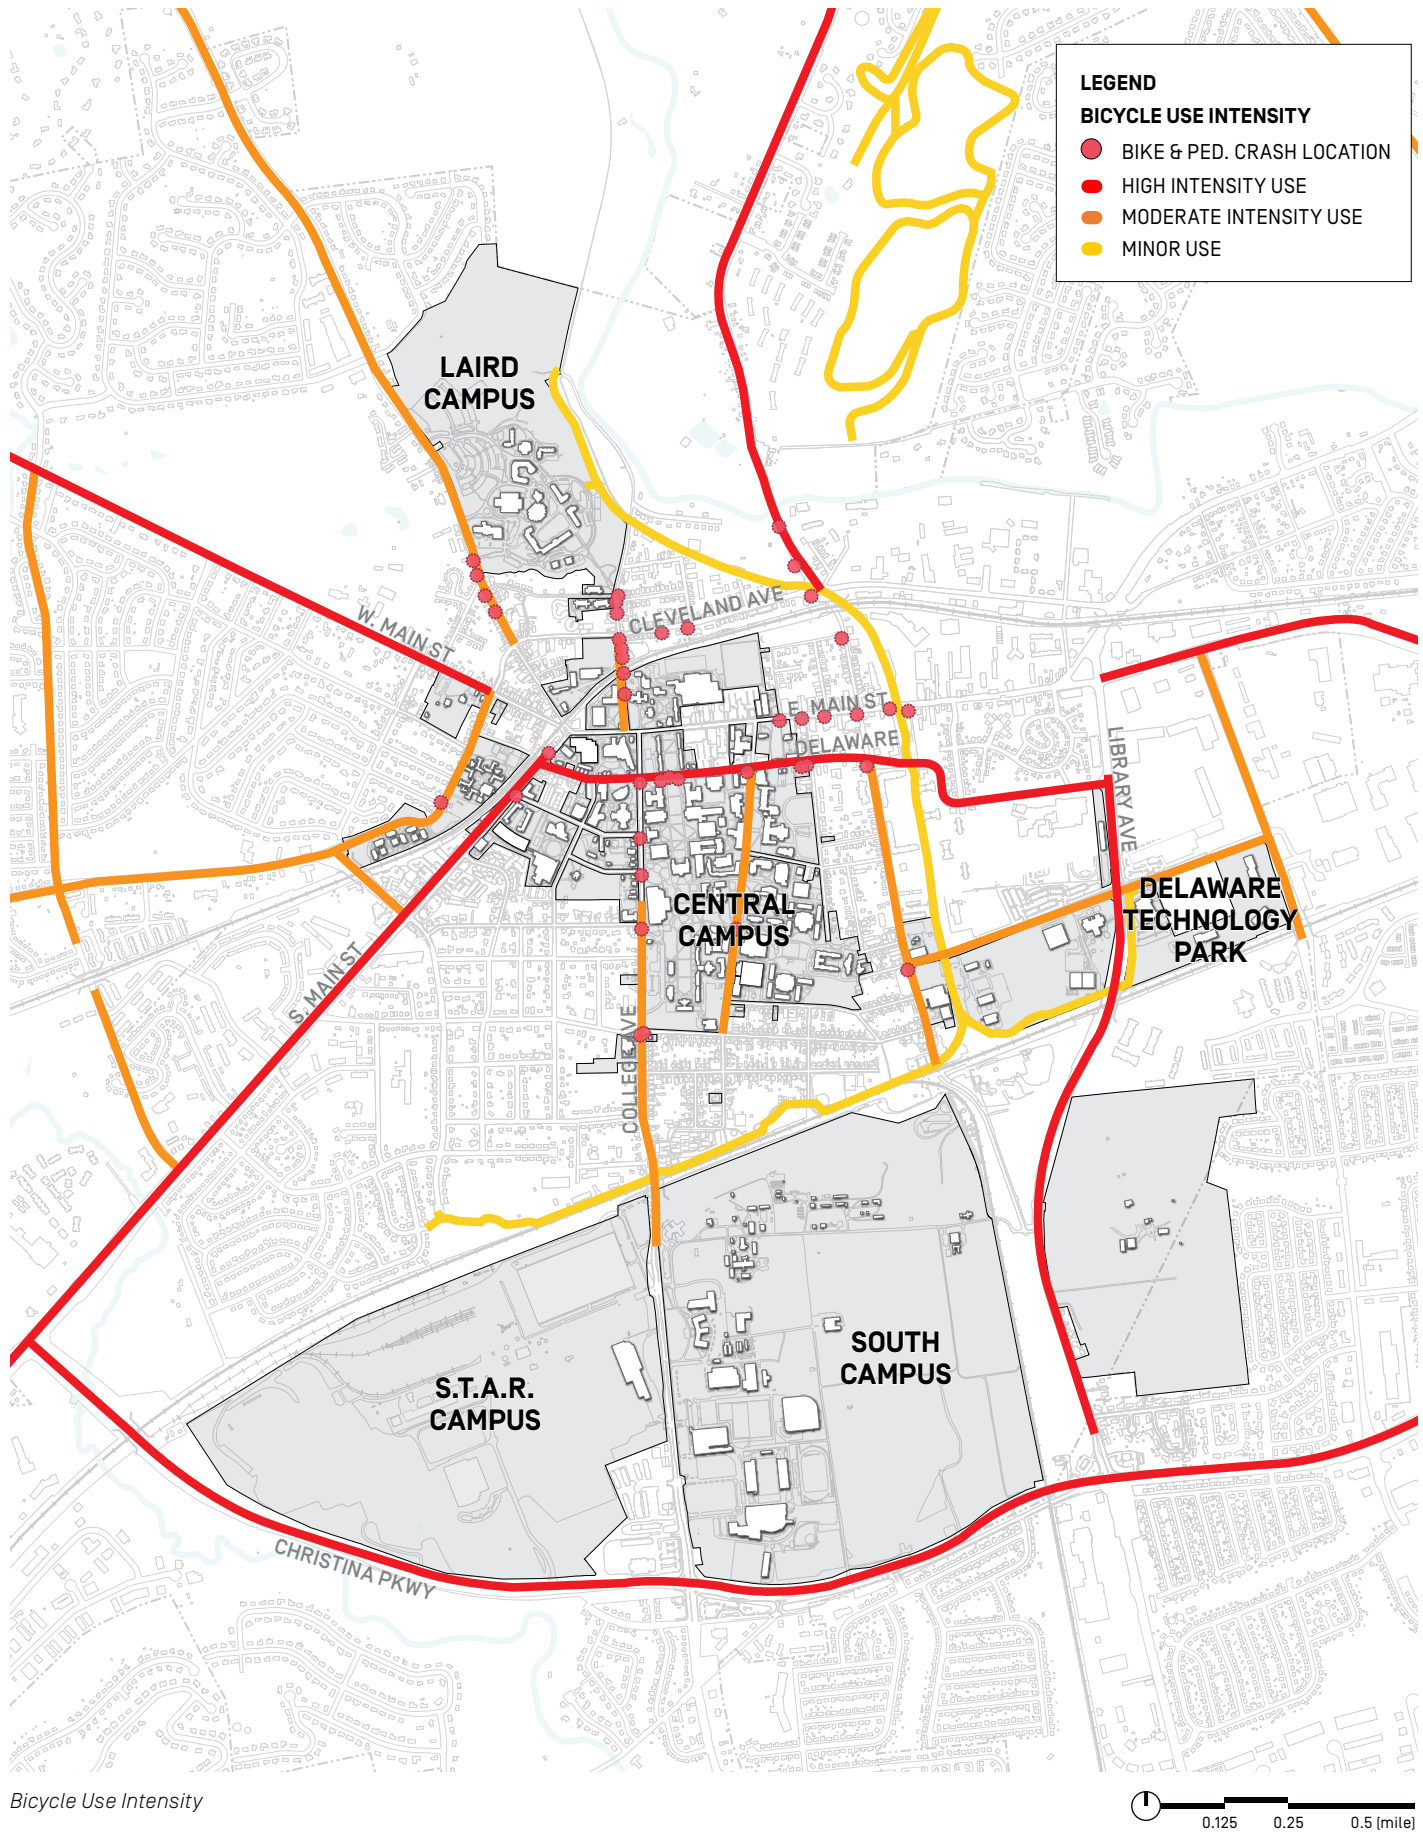 LEGEND
BICYCLE USE INTENSITY
BIKE & PED. CRASH LOCATION
HIGH INTENSITY USE
MODERATE INTENSITY USE
MINOR USE
LAIRD
CAMPUS
CLEVELAND AVE
W. MAIN ST
E. MAIN ST
DELAWARE
LIBRARY AVE
CENTRAL
CAMPUS
DELAWARE
TECHNOLOGY
PARK
S. MAIN ST
COLLEGE AVE
SOUTH
CAMPUS
S.T.A.R.
CAMPUS
CHRISTINA PKWY
Bicycle Use Intensity
0.125 0.25 0.5 (mile)